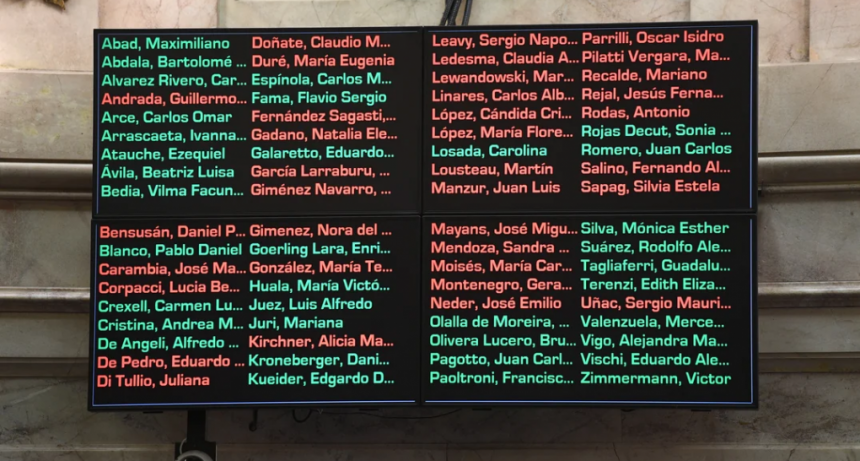 Abad, Maximiliano
Abdala, Bartolomé ...
Alvarez Rivero, Car...
Andrada, Guillermo...
Arce, Carlos Omar
Arrascaeta, Ivanna...
Atauche, Ezequiel
Ávila, Beatriz Luisa
Bedia, Vilma Facun...
Doñate, Claudio M...
Duré, María Eugenia
Espínola, Carlos M...
Fama, Flavio Sergio
Fernández Sagasti,...
Gadano, Natalia Ele...
Galaretto, Eduardo...
García Larraburu, ...
Giménez Navarro, ...
Leavy, Sergio Napo...
Ledesma, Claudia A...
Lewandowski, Mar...
Linares, Carlos Alb...
López, Cándida Cri...
López, María Flore...
Losada, Carolina
Lousteau, Martín
Manzur, Juan Luis
Parrilli, Oscar Isidro
Pilatti Vergara, Ma...
Recalde, Mariano
Rejal, Jesús Ferna...
Rodas, Antonio
Rojas Decut, Sonia ...
Romero, Juan Carlos
Salino, Fernando Al...
Sapag, Silvia Estela
Bensusán, Daniel P...
Blanco, Pablo Daniel
Carambia, José Ma...
Corpacci, Lucia Be...
Crexell, Carmen Lu...
Cristina, Andrea M...
De Angeli, Alfredo ...
De Pedro, Eduardo ...
Di Tullio, Juliana
Gimenez, Nora del ...
Goerling Lara, Enri...
González, María Te...
Huala, María Victó...
Juez, Luis Alfredo
Juri, Mariana
Kirchner, Alicia Ma...
Kroneberger, Dani...
Kueider, Edgardo D...
Mayans, José Migu...
Mendoza, Sandra ...
Moisés, María Car...
Montenegro, Gera...
Neder, José Emilio
Olalla de Moreira, ...
Olivera Lucero, Bru...
Pagotto, Juan Carl...
Paoltroni, Francisc...
Silva, Mónica Esther
Suárez, Rodolfo Ale...
Tagliaferri, Guadalu...
Terenzi, Edith Eliza...
Uñac, Sergio Mauri...
Valenzuela, Merce...
Vigo, Alejandra Ma...
Vischi, Eduardo Ale...
Zimmermann, Victor